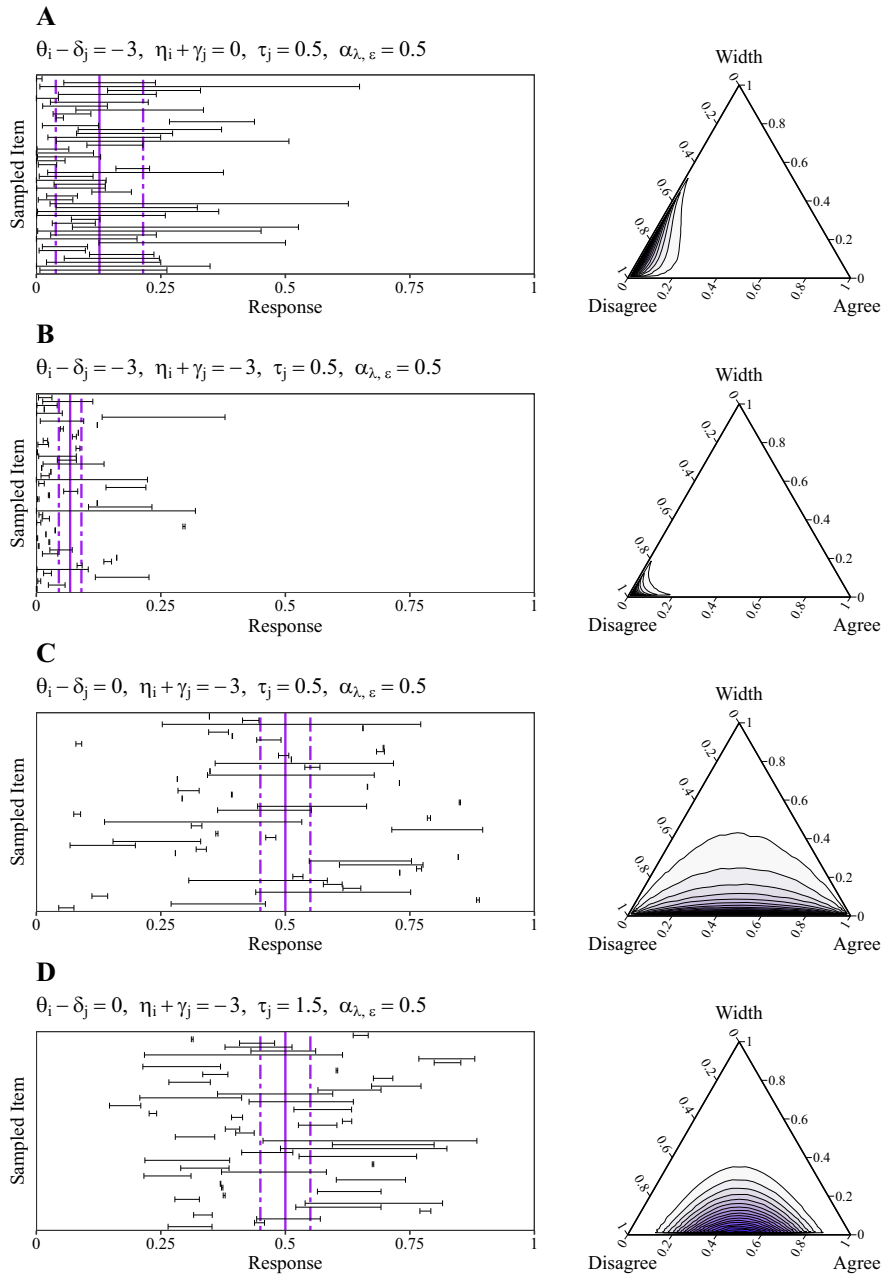 A
θi − δj = −3, ηi + γj = 0, τj = 0.5, αλ, ε = 0.5
Sampled Item
0 0.25 0.5 0.75 1
Response
Width
0 0.2 0.4 0.6 0.8 1
1 0.8 0.6 0.4 0.2 0
0 0.2 0.4 0.6 0.8 1
Disagree Agree
B
θi − δj = −3, ηi + γj = −3, τj = 0.5, αλ, ε = 0.5
Sampled Item
0 0.25 0.5 0.75 1
Response
Width
0 0.2 0.4 0.6 0.8 1
1 0.8 0.6 0.4 0.2 0
0.2 0.4 0.6 0.8 1
Disagree Agree
C
θi − δj = 0, ηi + γj = −3, τj = 0.5, αλ, ε = 0.5
Sampled Item
0 0.25 0.5 0.75 1
Response
Width
0 0.2 0.4 0.6 0.8 1
1 0.8 0.6 0.4 0.2 0
0.2 0.4 0.6 0.8 1
Disagree Agree
D
θi − δj = 0, ηi + γj = −3, τj = 1.5, αλ, ε = 0.5
Sampled Item
0 0.25 0.5 0.75 1
Response
Width
0 0.2 0.4 0.6 0.8 1
1 0.8 0.6 0.4 0.2 0
0.2 0.4 0.6 0.8 1
Disagree Agree